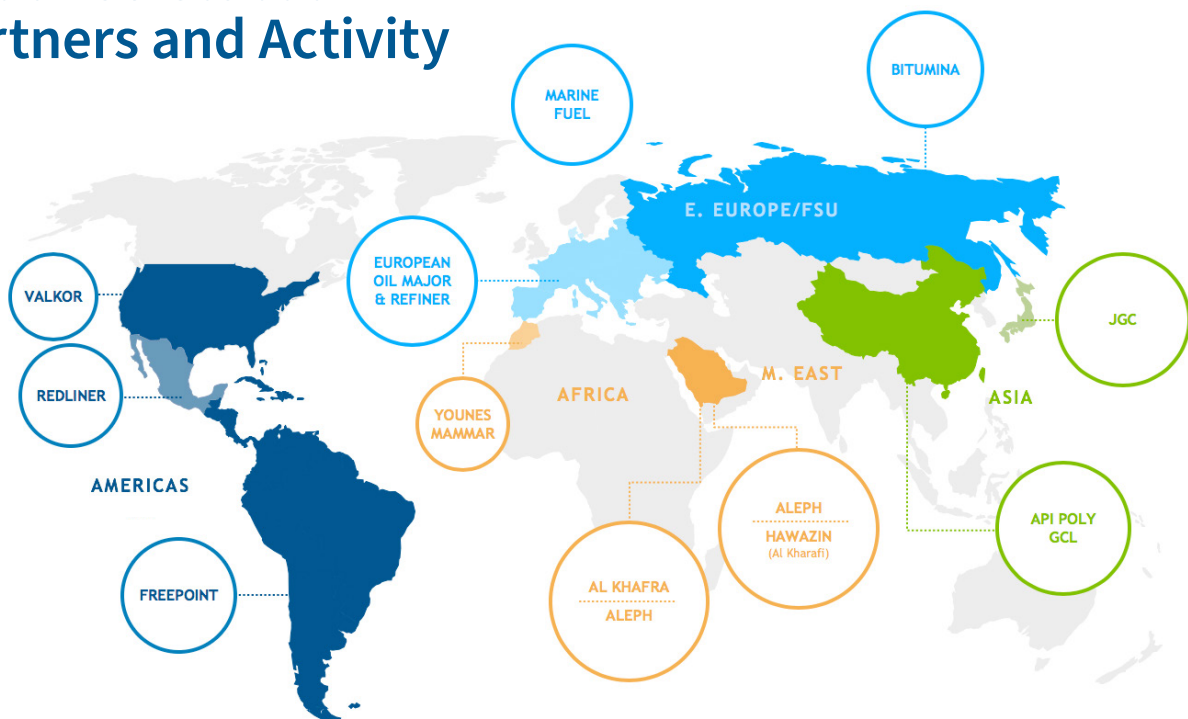 rtners and Activity
BITUMINA
MARINE
FUEL
E. EUROPE/FSU
EUROPEAN
OIL MAJOR
& REFINER
VALKOR
JGC
REDLINER
M. EAST
AFRICA
ASIA
YOUNES
MAMMAR
AMERICAS
ALEPH
HAWAZIN
(Al Kharafi)
API POLY
GCL
FREEPOINT
AL KHAFRA
ALEPH